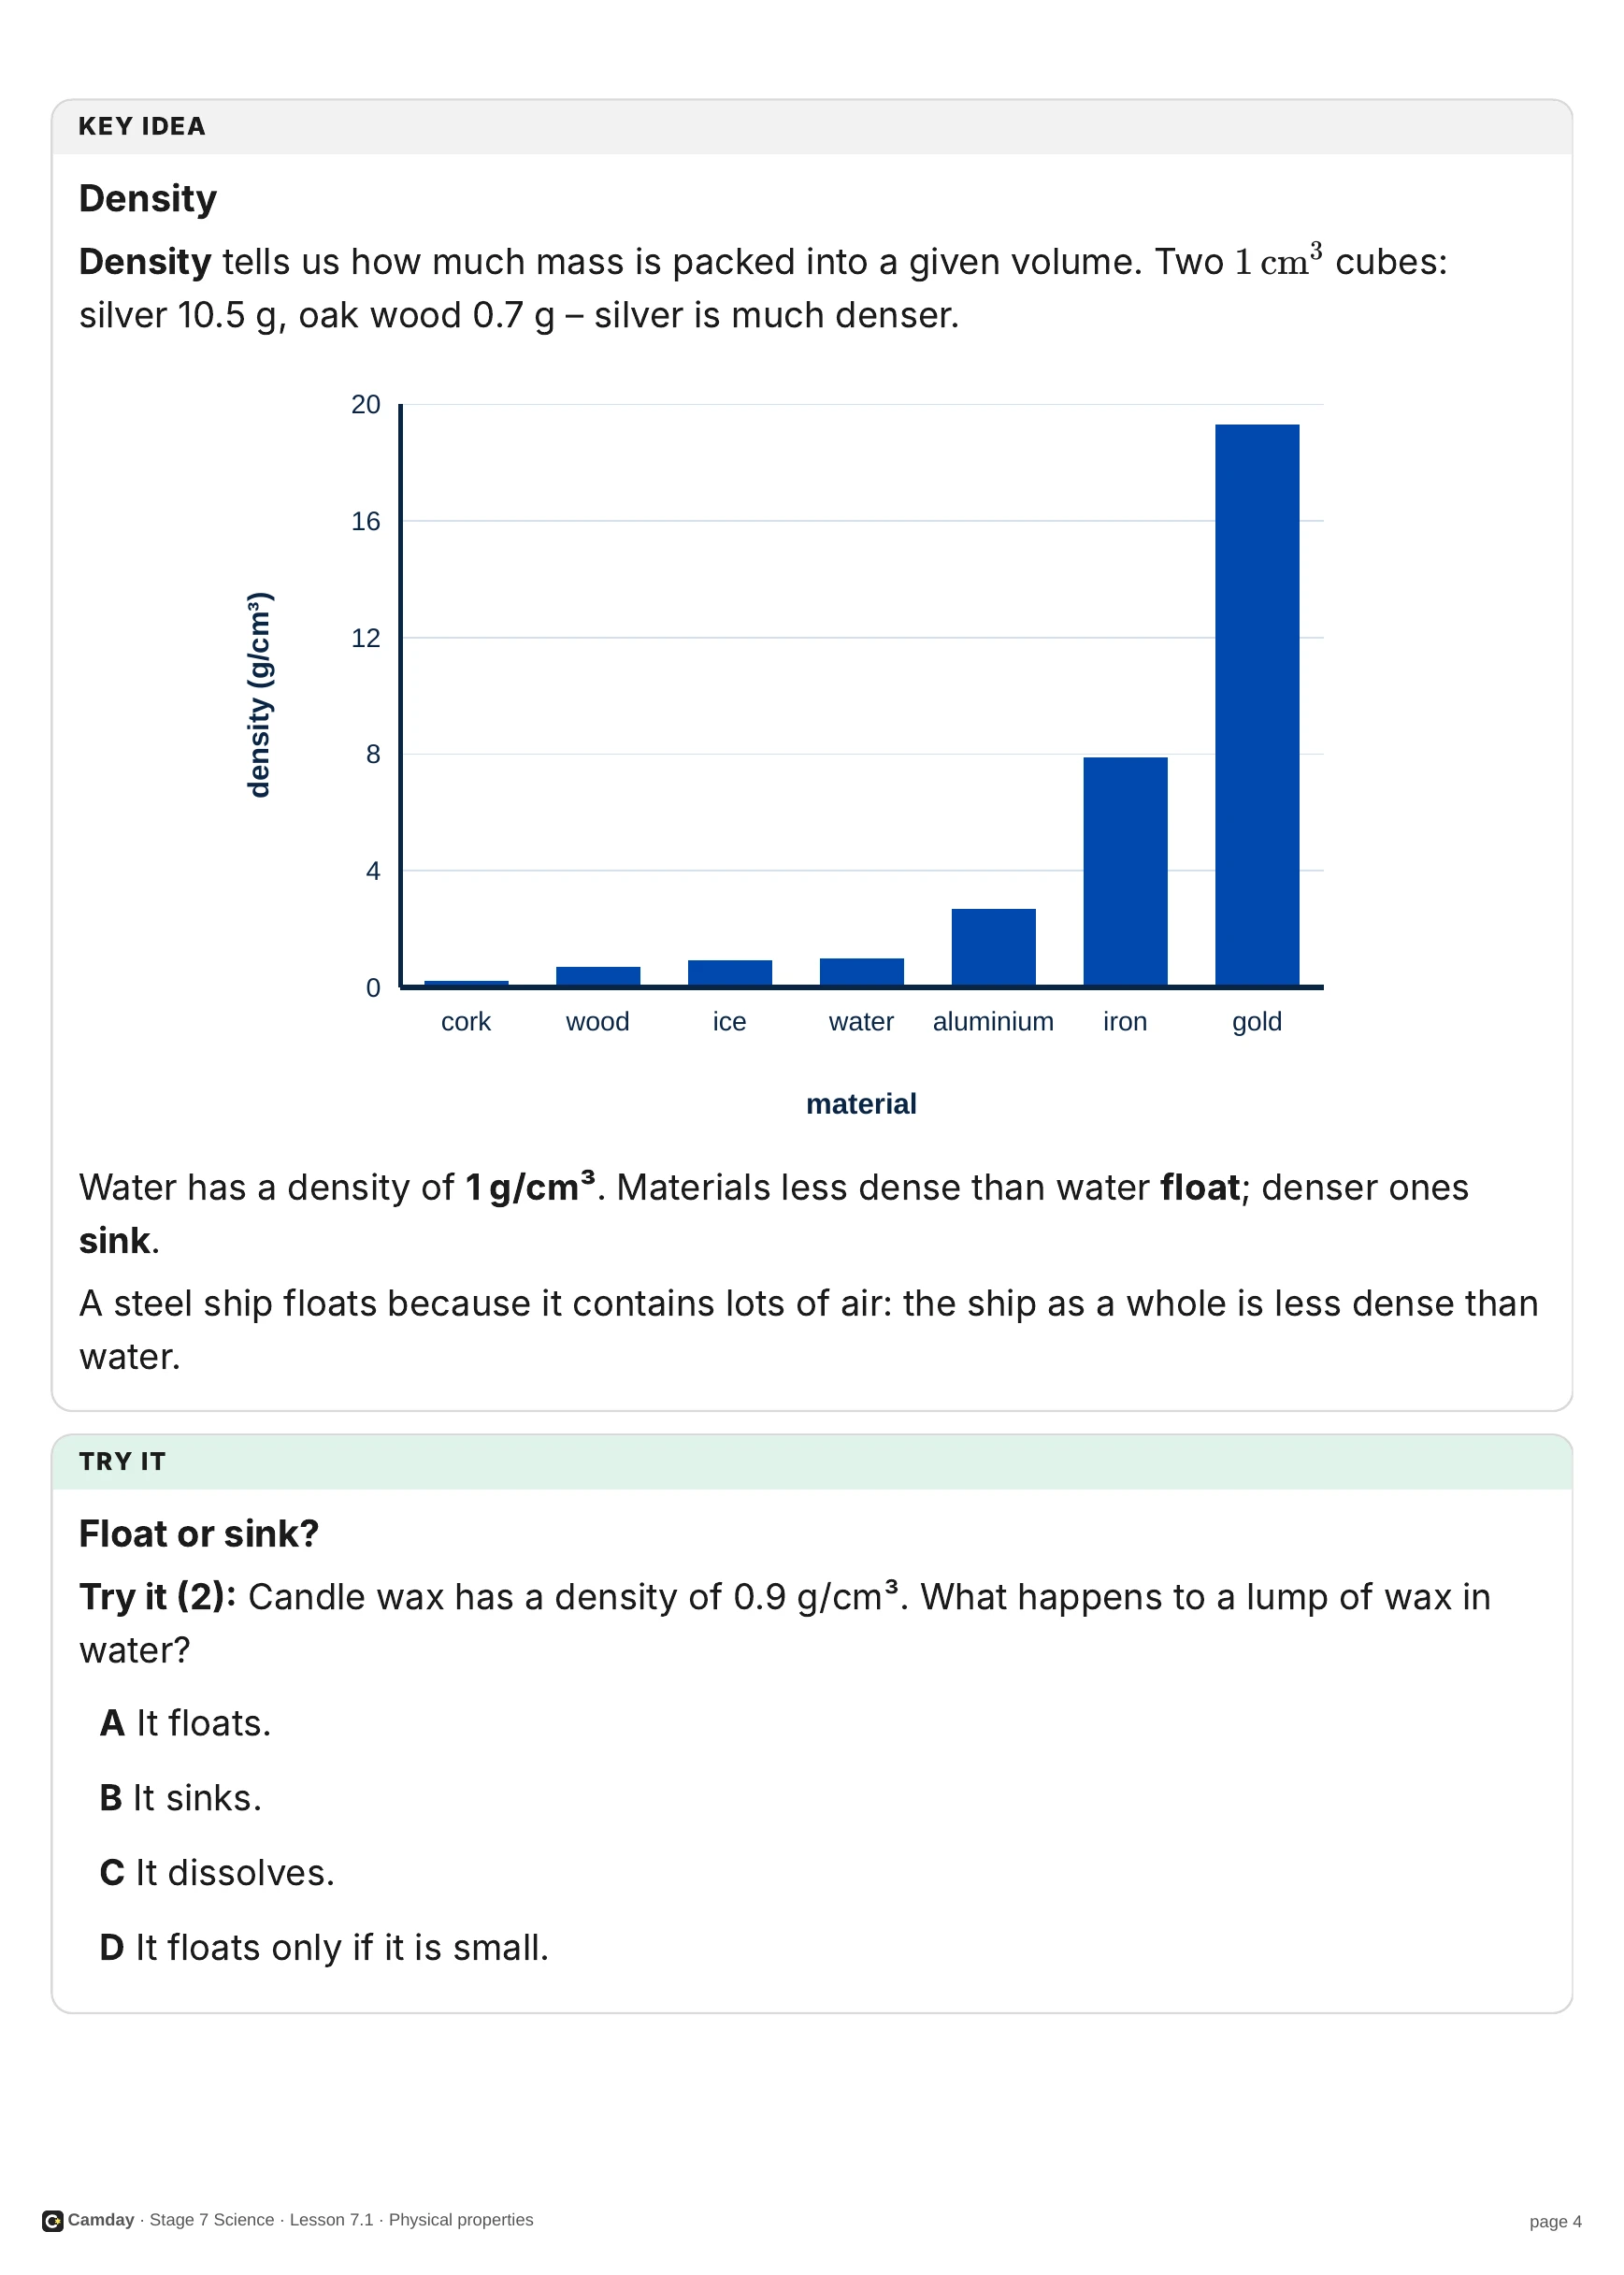 KEY IDEA
Density
Density tells us how much mass is packed into a given volume. Two 1 cm³ cubes:
silver 10.5 g, oak wood 0.7 g – silver is much denser.
20
16
12
8
4
0
density (g/cm³)
cork wood ice water aluminium iron gold
material
Water has a density of 1 g/cm³. Materials less dense than water float; denser ones
sink.
A steel ship floats because it contains lots of air: the ship as a whole is less dense than
water.
TRY IT
Float or sink?
Try it (2): Candle wax has a density of 0.9 g/cm³. What happens to a lump of wax in
water?
A It floats.
B It sinks.
C It dissolves.
D It floats only if it is small.
Camday · Stage 7 Science · Lesson 7.1 · Physical properties
page 4